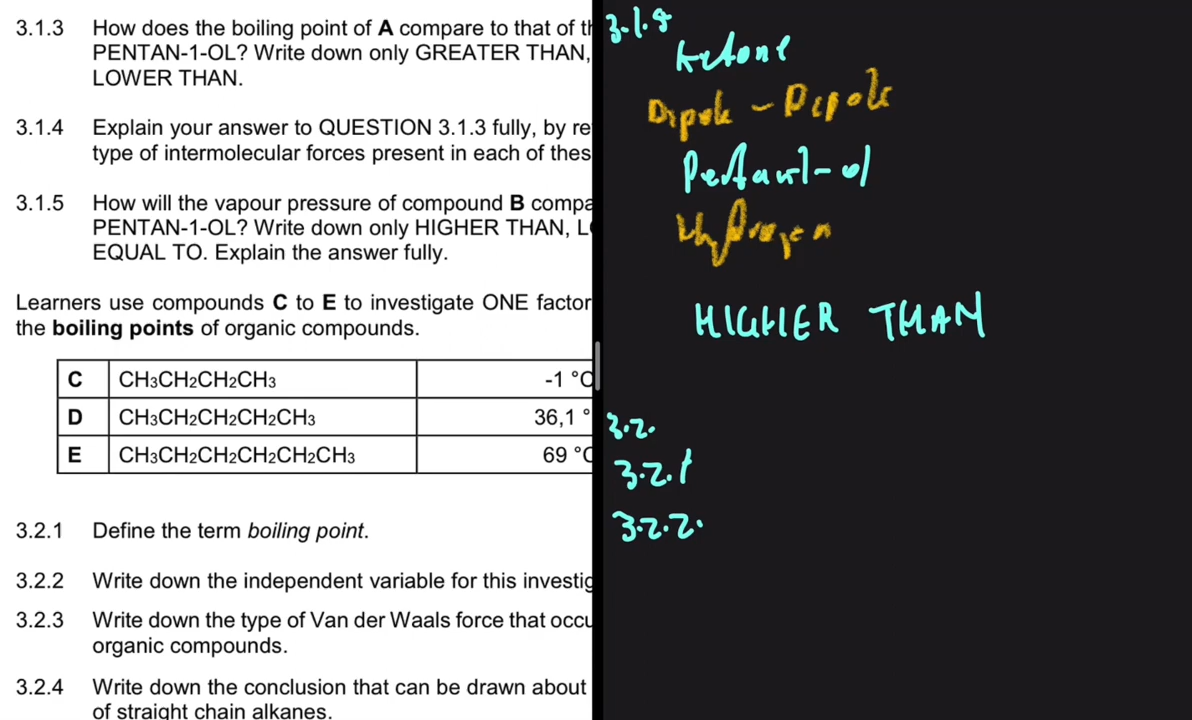 3.1.3 How does the boiling point of A compare to that of th
PENTAN-1-OL? Write down only GREATER THAN,
LOWER THAN.
3.1.4 Explain your answer to QUESTION 3.1.3 fully, by re
type of intermolecular forces present in each of thes
3.1.5 How will the vapour pressure of compound B compa
PENTAN-1-OL? Write down only HIGHER THAN, L
EQUAL TO. Explain the answer fully.
Learners use compounds C to E to investigate ONE factor
the boiling points of organic compounds.
C CH3CH2CH2CH3 -1 °C
D CH3CH2CH2CH2CH3 36,1 °
E CH3CH2CH2CH2CH2CH3 69 °C
3.2.1 Define the term boiling point.
3.2.2 Write down the independent variable for this investig
3.2.3 Write down the type of Van der Waals force that occu
organic compounds.
3.2.4 Write down the conclusion that can be drawn about
of straight chain alkanes.
ketone
Dipole - Dipole
Pentan1-ol
Hydrogen
HIGHER THAN
3.2.
3.2.1
3.2.2.